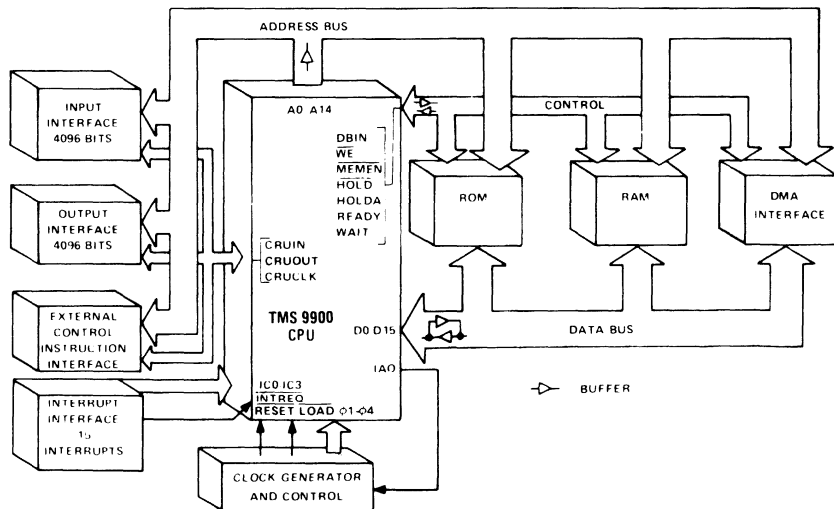 ADDRESS BUS
INPUT
INTERFACE
4096 BITS
OUTPUT
INTERFACE
4096 BITS
EXTERNAL
CONTROL
INSTRUCTION
INTERFACE
INTERRUPT
INTERFACE
15
INTERRUPTS
A0 A14
DBIN
WE
MEMEN
HOLD
HOLDA
READY
WAIT
CRUIN
CRUOUT
CRUCLK
TMS 9900
CPU
D0 D15
IAQ
IC0 IC3
INTREQ
RESET LOAD ϕ1-ϕ4
CLOCK GENERATOR
AND CONTROL
CONTROL
ROM
RAM
DMA
INTERFACE
DATA BUS
BUFFER